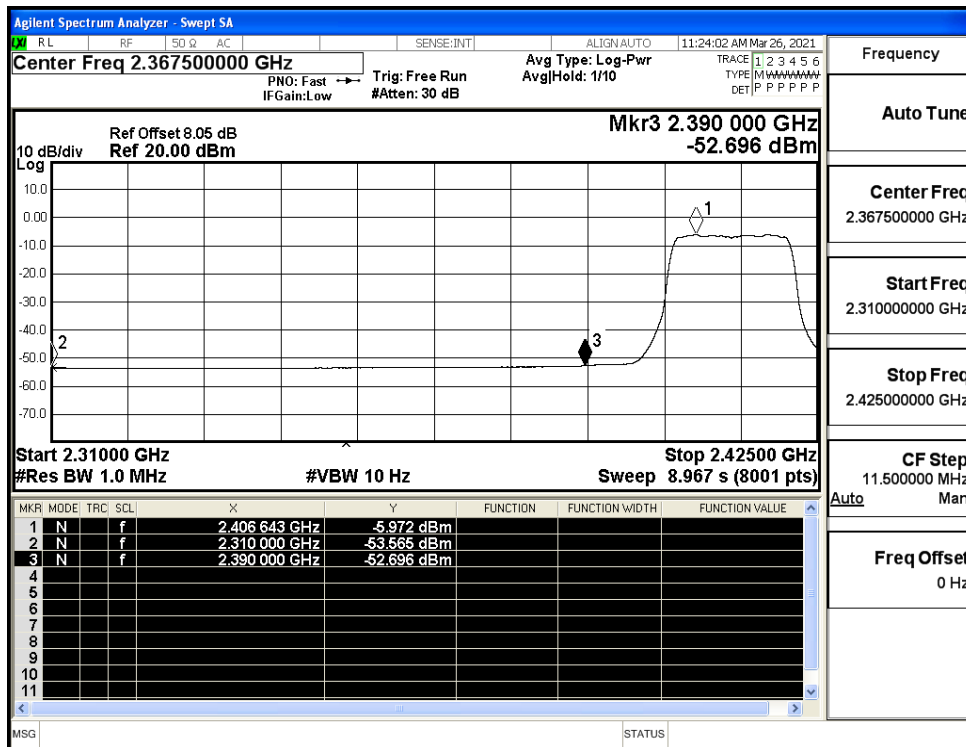 Agilent Spectrum Analyzer - Swept SA
LXI RL RF 50 Ω AC SENSE:INT ALIGNAUTO 11:24:02 AM Mar 26, 2021
Center Freq 2.367500000 GHz
PNO: Fast
IFGain:Low
Trig: Free Run
#Atten: 30 dB
Avg Type: Log-Pwr
Avg|Hold: 1/10
TRACE 1 2 3 4 5 6
TYPE M WWWWW
DET P P P P P P
Ref Offset 8.05 dB
10 dB/div Ref 20.00 dBm
Log
Mkr3 2.390 000 GHz
-52.696 dBm
10.0
0.00
-10.0
-20.0
-30.0
-40.0
-50.0
-60.0
-70.0
1
2
3
Start 2.31000 GHz Stop 2.42500 GHz
#Res BW 1.0 MHz #VBW 10 Hz Sweep 8.967 s (8001 pts)
MKR MODE TRC SCL X Y FUNCTION FUNCTION WIDTH FUNCTION VALUE
1 N f 2.406 643 GHz -5.972 dBm
2 N f 2.310 000 GHz -53.565 dBm
3 N f 2.390 000 GHz -52.696 dBm
4
5
6
7
8
9
10
11
MSG STATUS
Frequency
Auto Tune
Center Freq
2.367500000 GHz
Start Freq
2.310000000 GHz
Stop Freq
2.425000000 GHz
CF Step
11.500000 MHz
Auto Man
Freq Offset
0 Hz